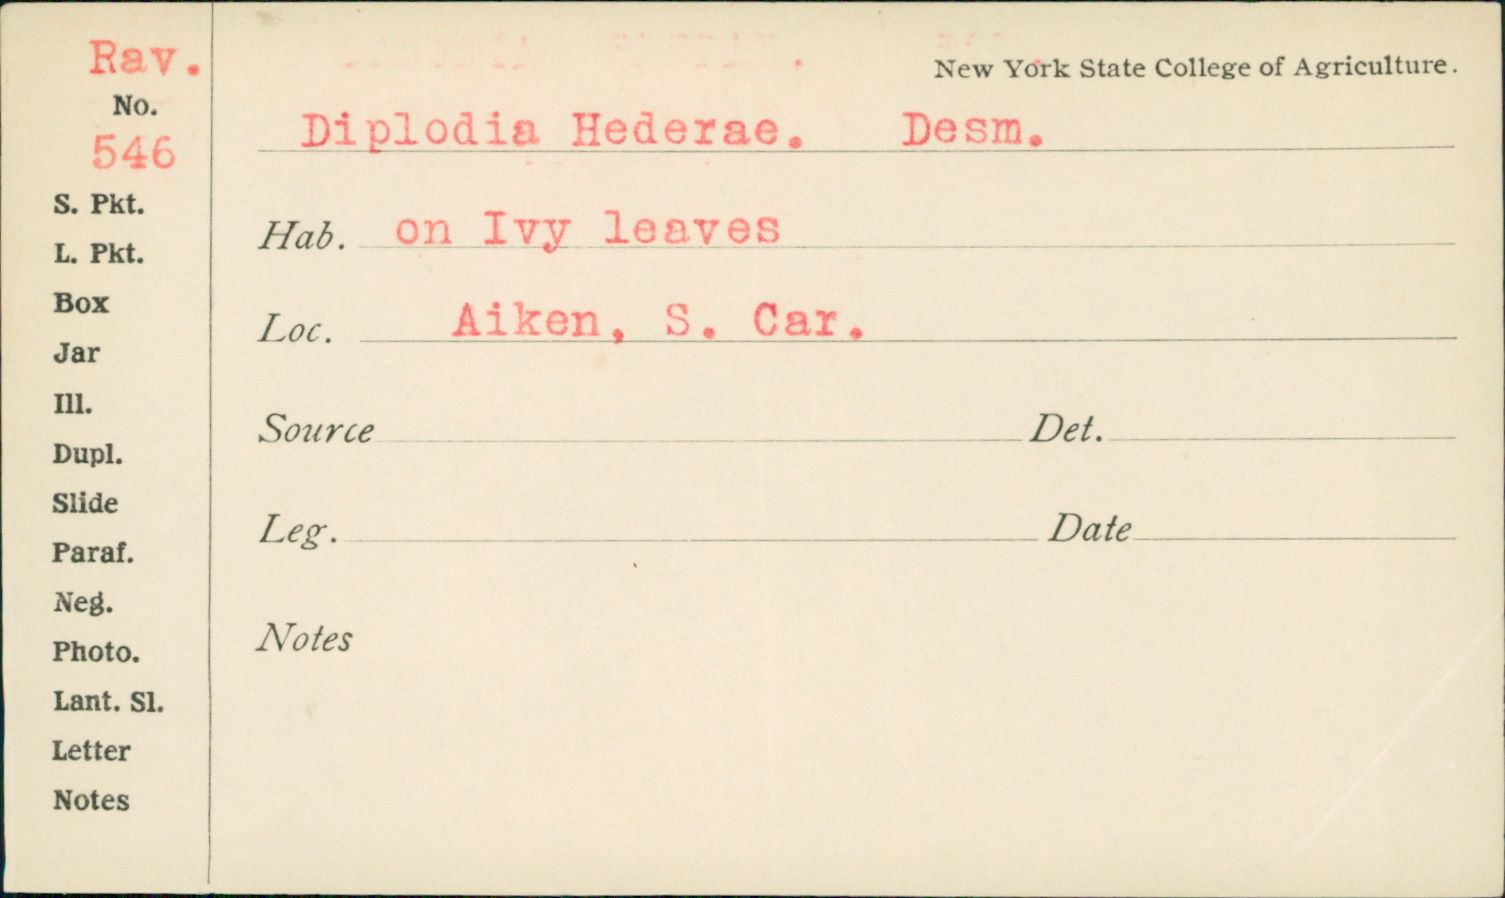 Rav.
No.
546
S. Pkt.
L. Pkt.
Box
Jar
Ill.
Dupl.
Slide
Paraf.
Neg.
Photo.
Lant. Sl.
Letter
Notes
New York State College of Agriculture.
Diplodia Hederae. Desm.
Hab. on Ivy leaves
Loc. Aiken, S. Car.
Source Det.
Leg. Date
Notes